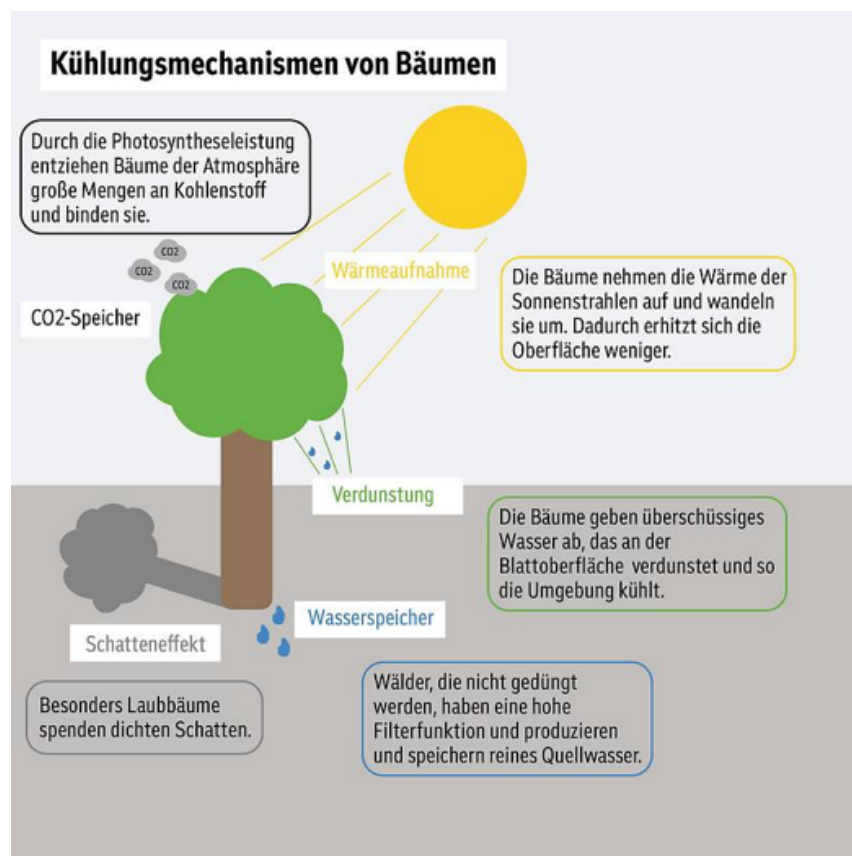 Kühlungsmechanismen von Bäumen
Durch die Photosyntheseleistung
entziehen Bäume der Atmosphäre
große Mengen an Kohlenstoff
und binden sie.
CO2
CO2
CO2
CO2-Speicher
Wärmeaufnahme
Die Bäume nehmen die Wärme der
Sonnenstrahlen auf und wandeln
sie um. Dadurch erhitzt sich die
Oberfläche weniger.
Verdunstung
Die Bäume geben überschüssiges
Wasser ab, das an der
Blattoberfläche verdunstet und so
die Umgebung kühlt.
Wasserspeicher
Schatteneffekt
Besonders Laubbäume
spenden dichten Schatten.
Wälder, die nicht gedüngt
werden, haben eine hohe
Filterfunktion und produzieren
und speichern reines Quellwasser.